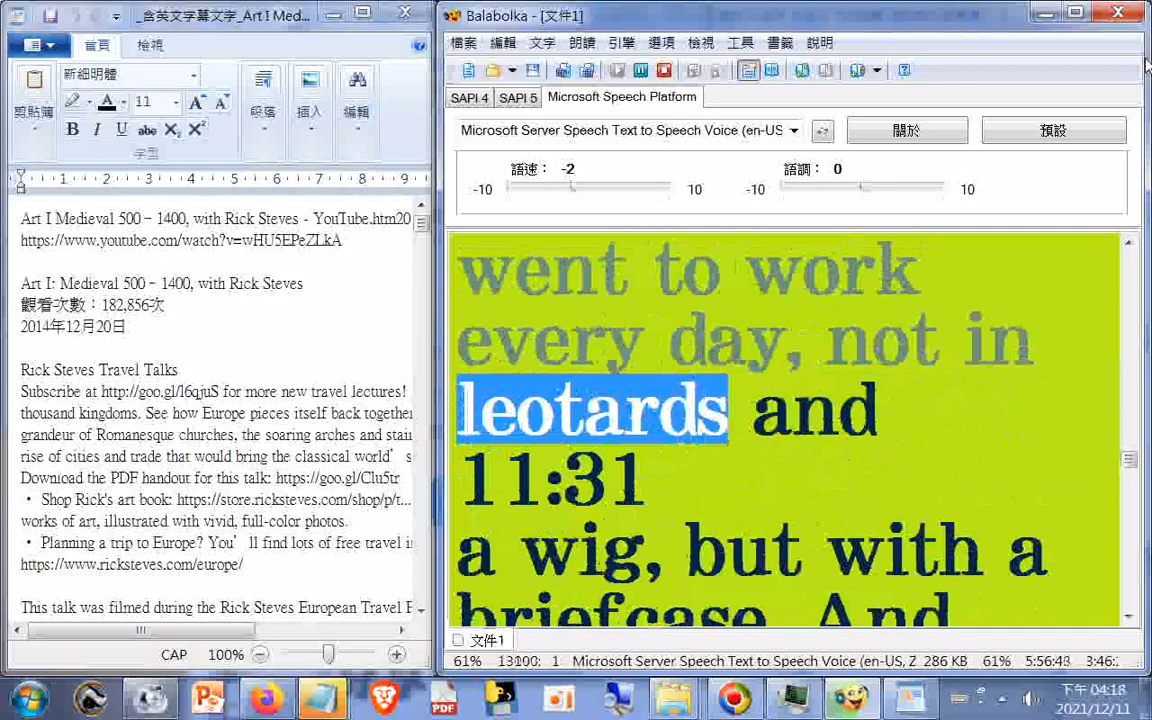 _含英文字幕文字_Art I Med...
首頁
檢視
剪貼簿
新細明體
11
B I U abc X₂ X²
字型
段落
插入
編輯
1 2 3 4 5 6 7 8 9
Art I Medieval 500 – 1400, with Rick Steves - YouTube.htm20
https://www.youtube.com/watch?v=wHU5EPeZLkA
Art I: Medieval 500 – 1400, with Rick Steves
觀看次數：182,856次
2014年12月20日
Rick Steves Travel Talks
Subscribe at http://goo.gl/l6qjuS for more new travel lectures!
thousand kingdoms. See how Europe pieces itself back together
grandeur of Romanesque churches, the soaring arches and stai
rise of cities and trade that would bring the classical world’s
Download the PDF handout for this talk: https://goo.gl/Clu5tr
• Shop Rick's art book: https://store.ricksteves.com/shop/p/t...
works of art, illustrated with vivid, full-color photos.
• Planning a trip to Europe? You’ll find lots of free travel i
https://www.ricksteves.com/europe/
This talk was filmed during the Rick Steves European Travel F
CAP 100%
Balabolka - [文件1]
檔案 編輯 文字 朗讀 引擎 選項 檢視 工具 書籤 說明
SAPI 4 SAPI 5 Microsoft Speech Platform
Microsoft Server Speech Text to Speech Voice (en-US
關於
預設
語速： -2
語調： 0
-10 10 -10 10
went to work
every day, not in
leotards and
11:31
a wig, but with a
briefcase. And
文件1
61% Microsoft Server Speech Text to Speech Voice (en-US, Z 286 KB 61% 5:56:48 3:46:
PDF
下午 04:18
2021/12/11